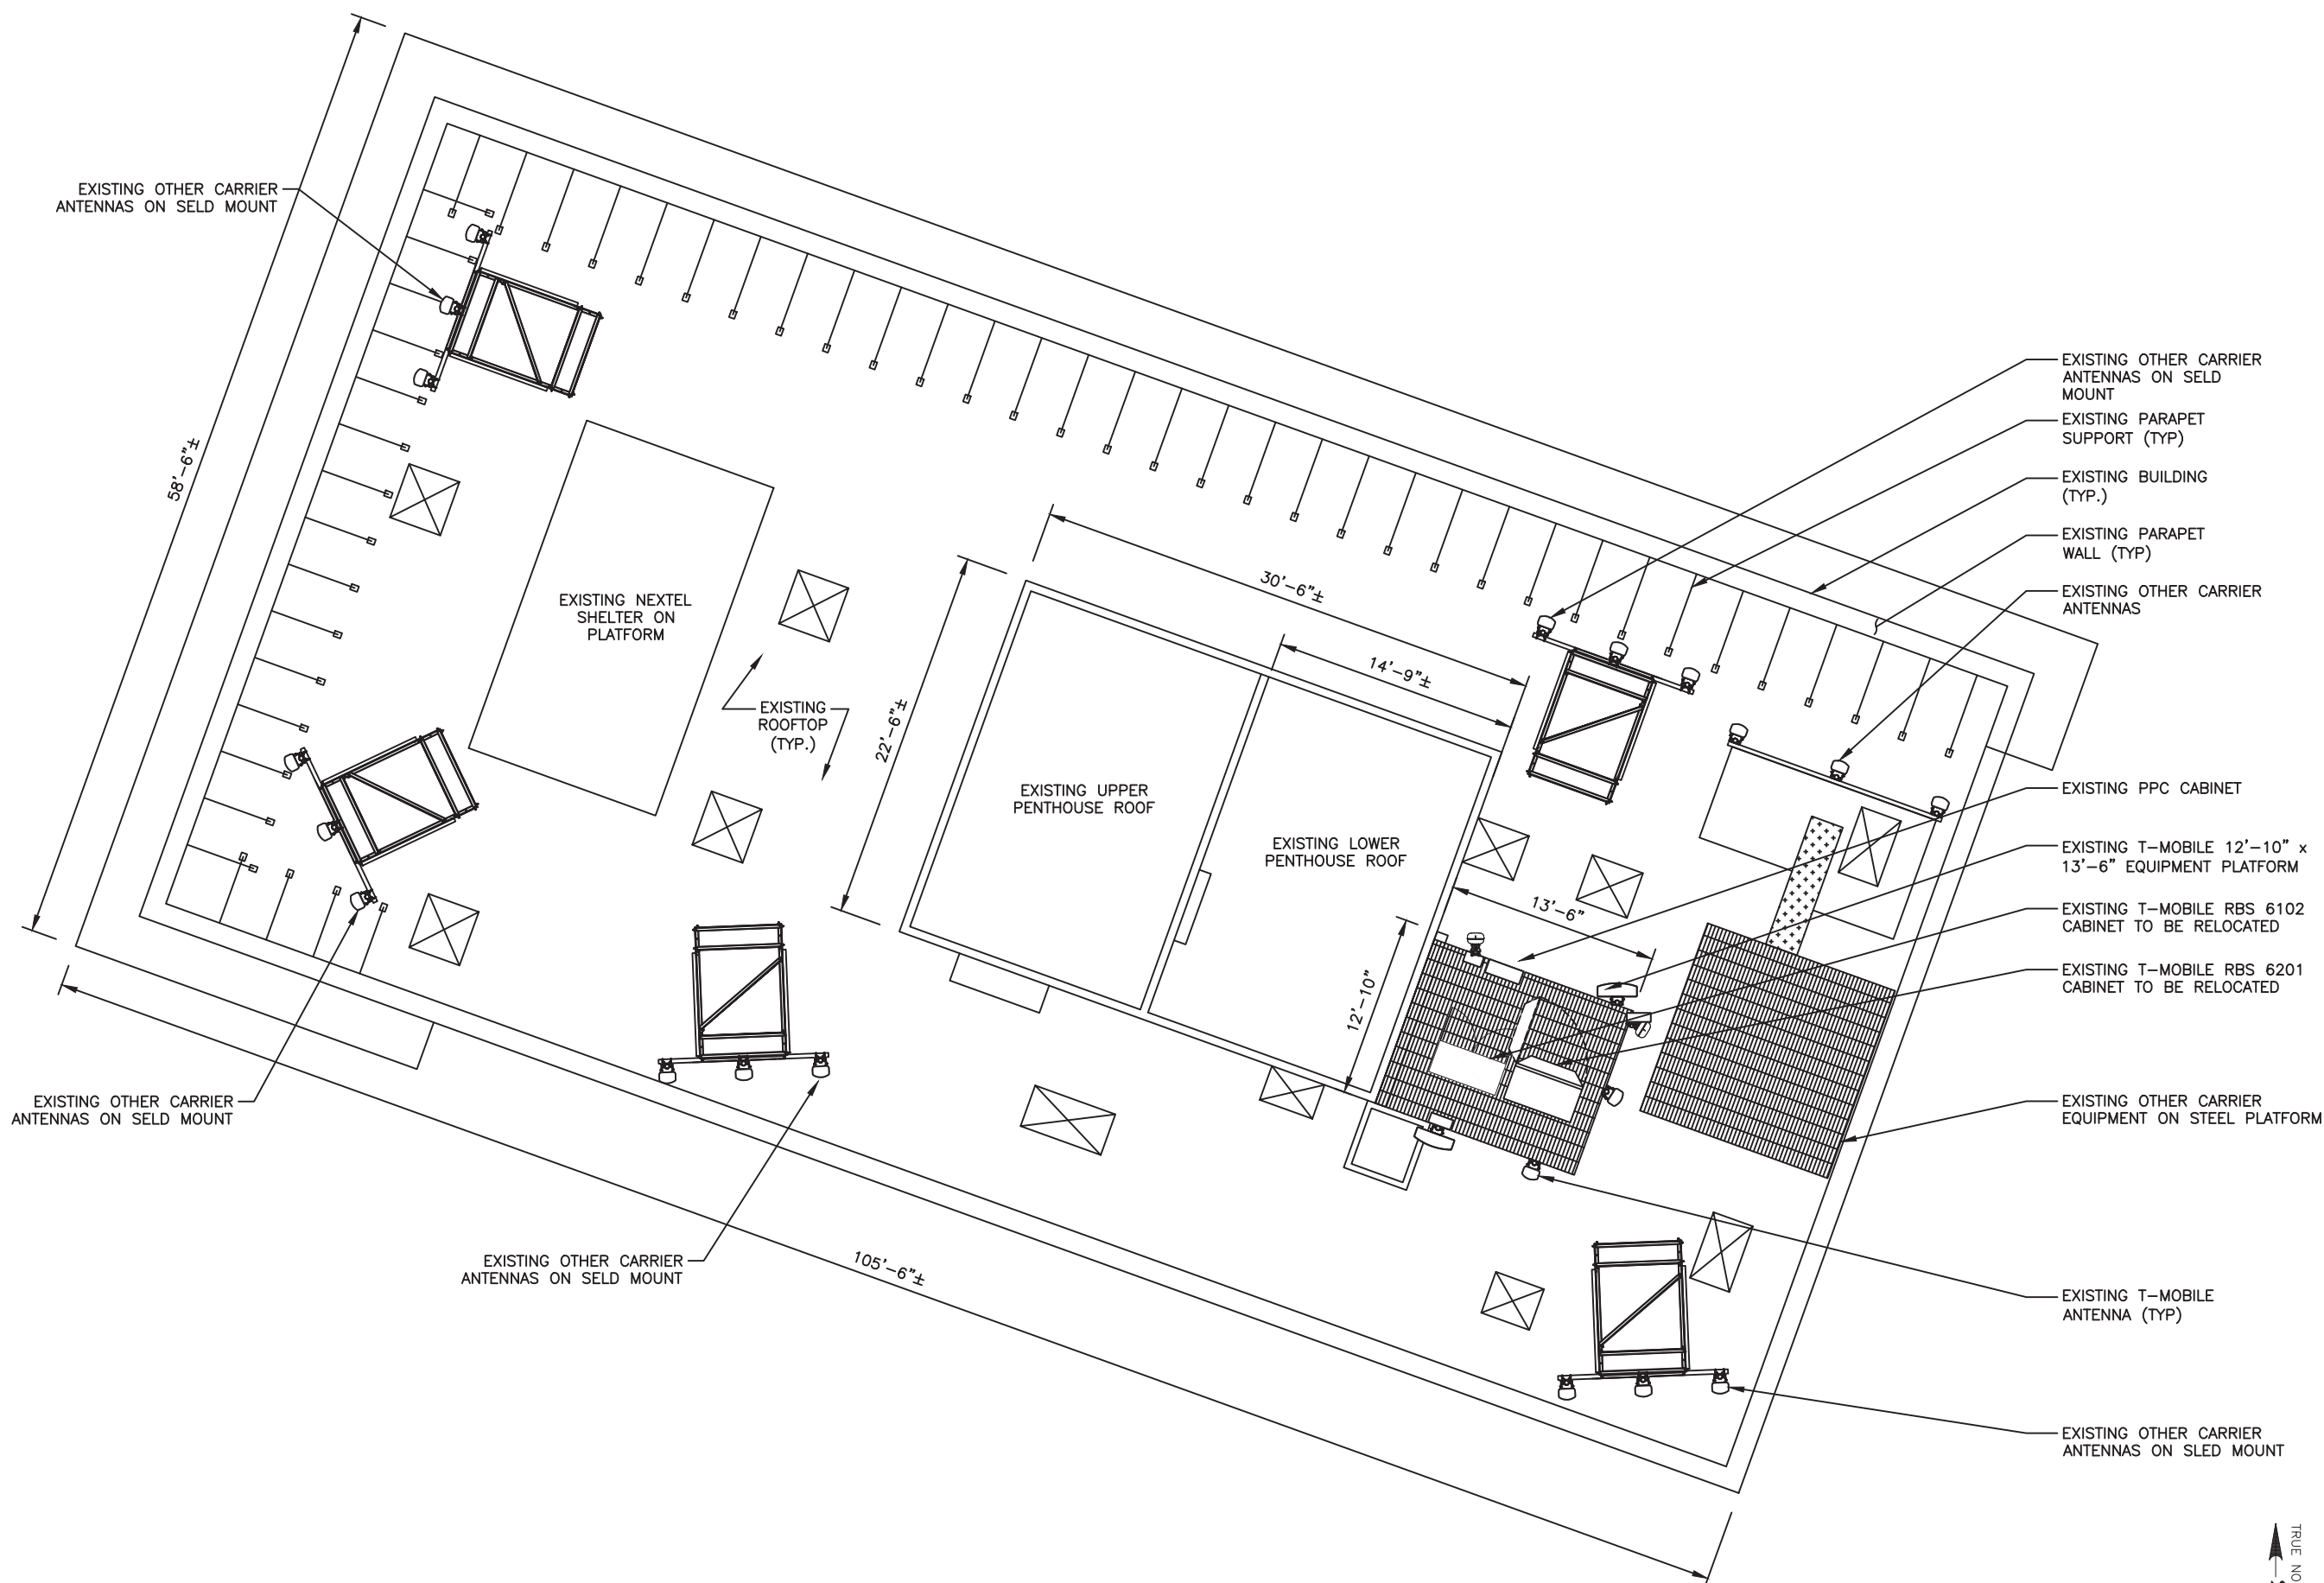 EXISTING OTHER CARRIER
ANTENNAS ON SELD MOUNT
58'-6"±
EXISTING NEXTEL
SHELTER ON
PLATFORM
EXISTING
ROOFTOP
(TYP.)
22'-6"±
30'-6"±
14'-9"±
EXISTING UPPER
PENTHOUSE ROOF
EXISTING LOWER
PENTHOUSE ROOF
13'-6"
12'-10"
EXISTING OTHER CARRIER
ANTENNAS ON SELD
MOUNT
EXISTING PARAPET
SUPPORT (TYP)
EXISTING BUILDING
(TYP.)
EXISTING PARAPET
WALL (TYP)
EXISTING OTHER CARRIER
ANTENNAS
EXISTING PPC CABINET
EXISTING T-MOBILE 12'-10" x
13'-6" EQUIPMENT PLATFORM
EXISTING T-MOBILE RBS 6102
CABINET TO BE RELOCATED
EXISTING T-MOBILE RBS 6201
CABINET TO BE RELOCATED
EXISTING OTHER CARRIER
EQUIPMENT ON STEEL PLATFORM
EXISTING T-MOBILE
ANTENNA (TYP)
EXISTING OTHER CARRIER
ANTENNAS ON SLED MOUNT
EXISTING OTHER CARRIER
ANTENNAS ON SELD MOUNT
EXISTING OTHER CARRIER
ANTENNAS ON SELD MOUNT
105'-6"±
TRUE NO